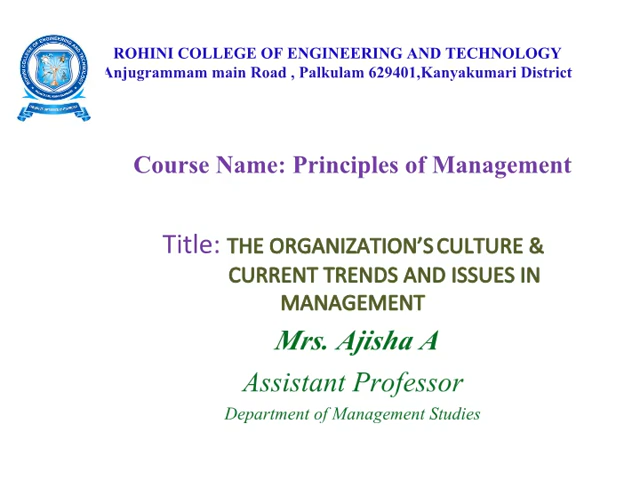 ROHINI COLLEGE OF ENGINEERING AND TECHNOLOGY
Anjugrammam main Road , Palkulam 629401,Kanyakumari District
Course Name: Principles of Management
Title: THE ORGANIZATION'S CULTURE &
CURRENT TRENDS AND ISSUES IN
MANAGEMENT
Mrs. Ajisha A
Assistant Professor
Department of Management Studies